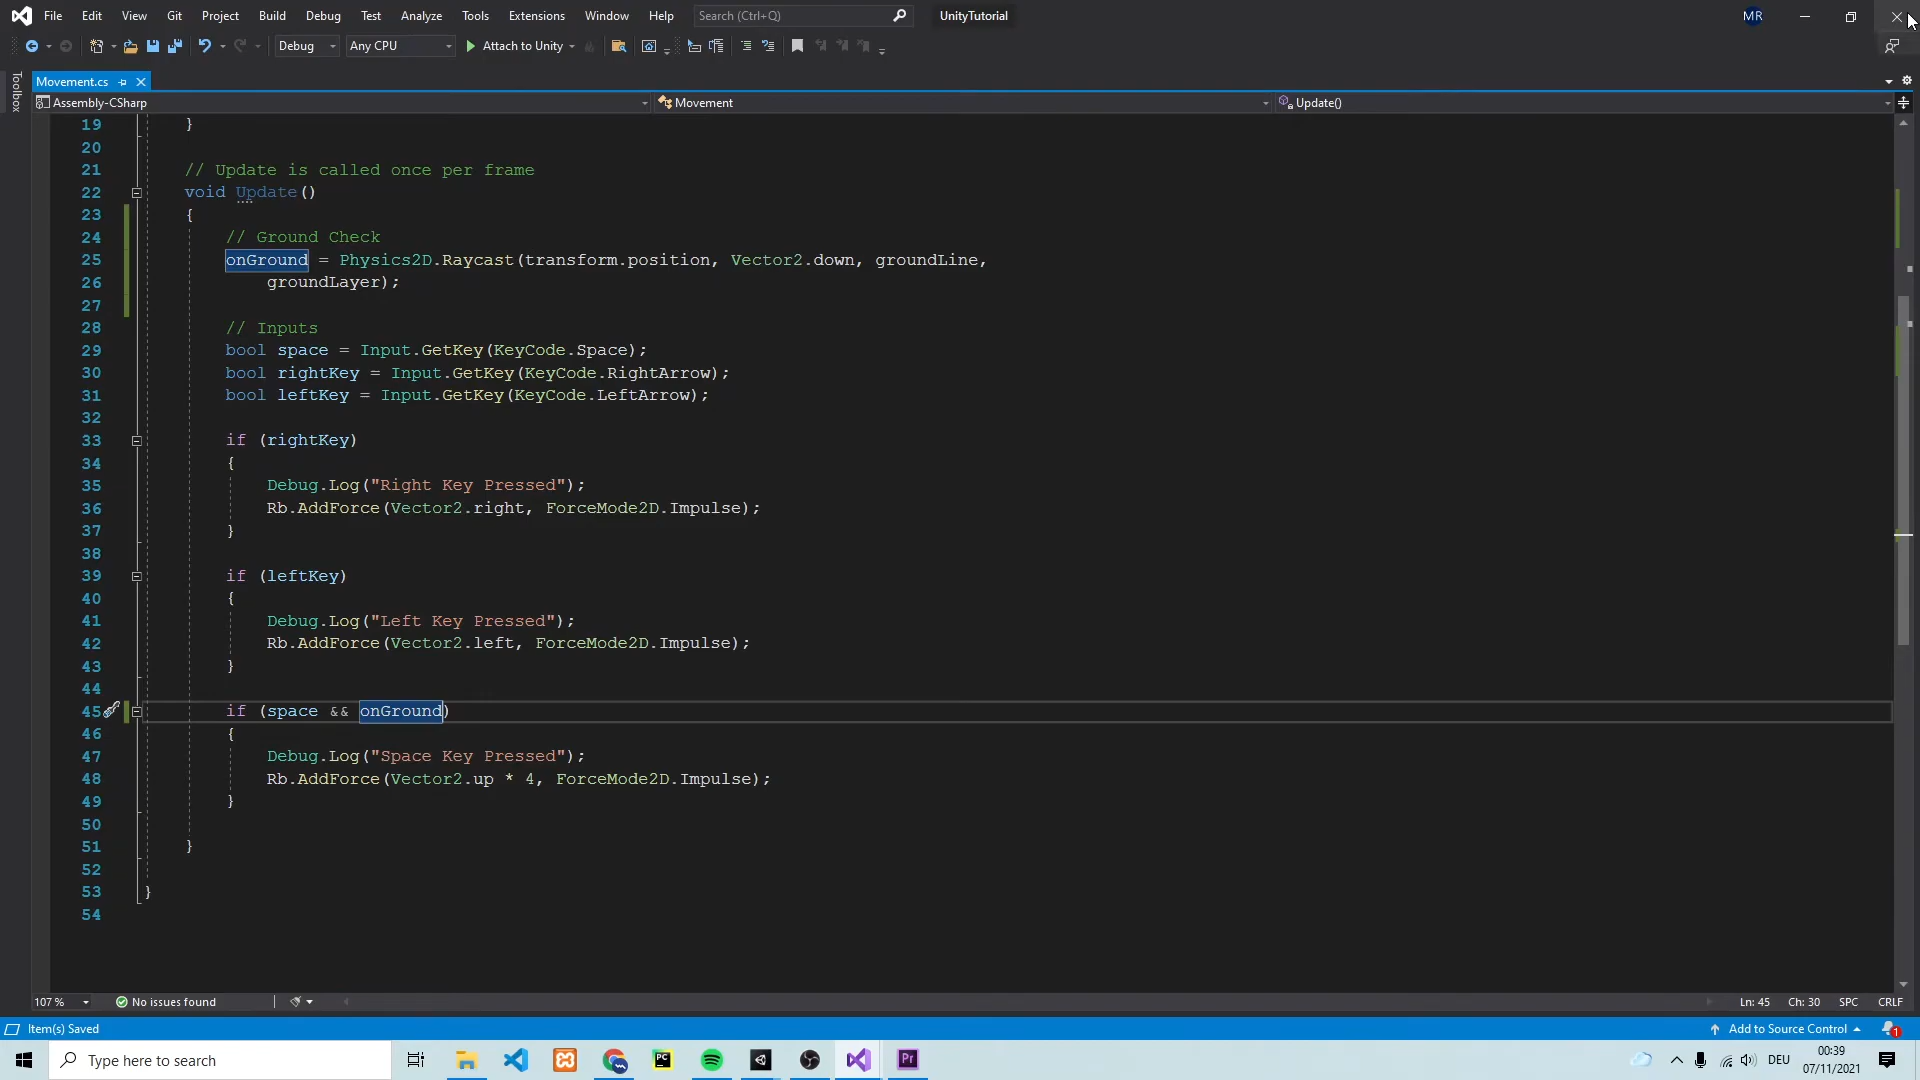 File Edit View Git Project Build Debug Test Analyze Tools Extensions Window Help Search (Ctrl+Q) UnityTutorial MR
Debug Any CPU Attach to Unity
Toolbox
Movement.cs
Assembly-CSharp Movement Update()
19 }
20
21 // Update is called once per frame
22 void Update()
23 {
24 // Ground Check
25 onGround = Physics2D.Raycast(transform.position, Vector2.down, groundLine,
26 groundLayer);
27
28 // Inputs
29 bool space = Input.GetKey(KeyCode.Space);
30 bool rightKey = Input.GetKey(KeyCode.RightArrow);
31 bool leftKey = Input.GetKey(KeyCode.LeftArrow);
32
33 if (rightKey)
34 {
35 Debug.Log("Right Key Pressed");
36 Rb.AddForce(Vector2.right, ForceMode2D.Impulse);
37 }
38
39 if (leftKey)
40 {
41 Debug.Log("Left Key Pressed");
42 Rb.AddForce(Vector2.left, ForceMode2D.Impulse);
43 }
44
45 if (space && onGround)
46 {
47 Debug.Log("Space Key Pressed");
48 Rb.AddForce(Vector2.up * 4, ForceMode2D.Impulse);
49 }
50
51 }
52
53 }
54
107 % No issues found Ln: 45 Ch: 30 SPC CRLF
Item(s) Saved Add to Source Control 1
Type here to search PC Pr DEU 00:39
07/11/2021